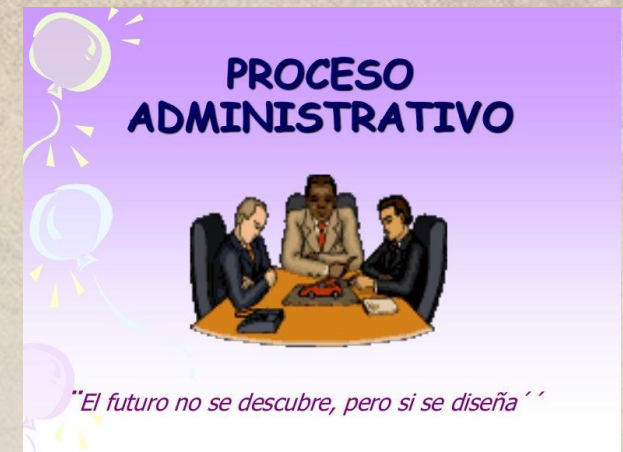 PROCESO
ADMINISTRATIVO
¨El futuro no se descubre, pero si se diseña´´